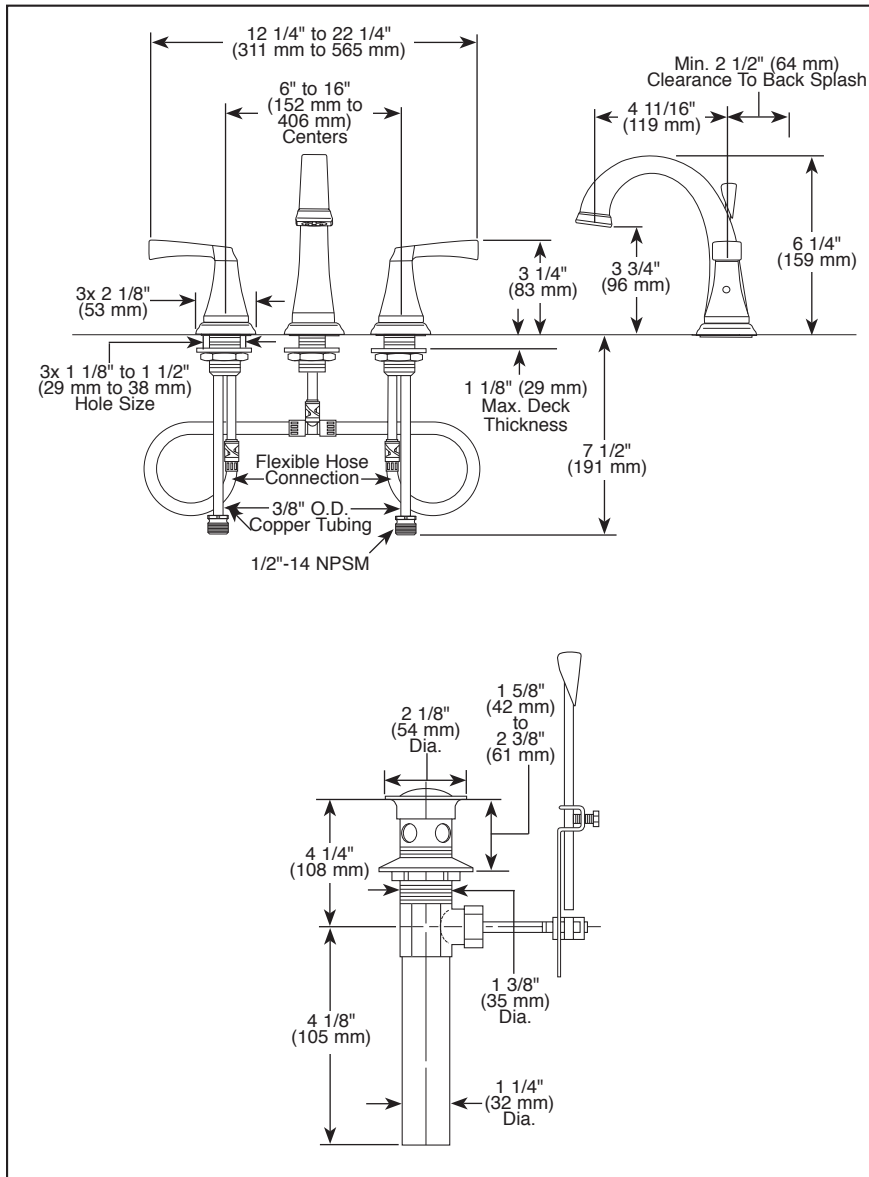 12 1/4" to 22 1/4"
(311 mm to 565 mm)
6" to 16"
(152 mm to
406 mm)
Centers
Min. 2 1/2" (64 mm)
Clearance To Back Splash
4 11/16"
(119 mm)
3x 2 1/8"
(53 mm)
3 1/4"
(83 mm)
3 3/4"
(96 mm)
6 1/4"
(159 mm)
3x 1 1/8" to 1 1/2"
(29 mm to 38 mm)
Hole Size
1 1/8" (29 mm)
Max. Deck
Thickness
7 1/2"
(191 mm)
Flexible Hose
Connection
3/8" O.D.
Copper Tubing
1/2"-14 NPSM
2 1/8"
(54 mm)
Dia.
1 5/8"
(42 mm)
to
2 3/8"
(61 mm)
4 1/4"
(108 mm)
1 3/8"
(35 mm)
Dia.
4 1/8"
(105 mm)
1 1/4"
(32 mm)
Dia.